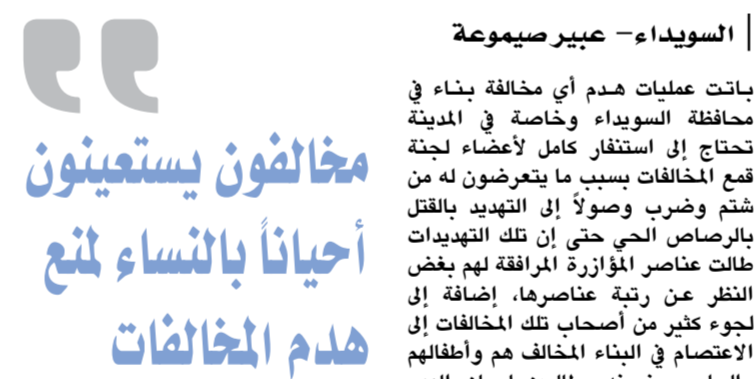 السويداء– عبير صيموعة
باتت عمليات هدم أي مخالفة بناء في
محافظة السويداء وخاصة في المدينة
تحتاج إلى استنفار كامل لأعضاء لجنة
قمع المخالفات بسبب ما يتعرضون له من
شتم وضرب وصولاً إلى التهديد بالقتل
بالرصاص الحي حتى إن تلك التهديدات
طالت عناصر المؤازرة المرافقة لهم بغض
النظر عن رتبة عناصرها، إضافة إلى
لجوء كثير من أصحاب تلك المخالفات إلى
الاعتصام في البناء المخالف هم وأطفالهم
مخالفون يستعينون
أحياناً بالنساء لمنع
هدم المخالفات